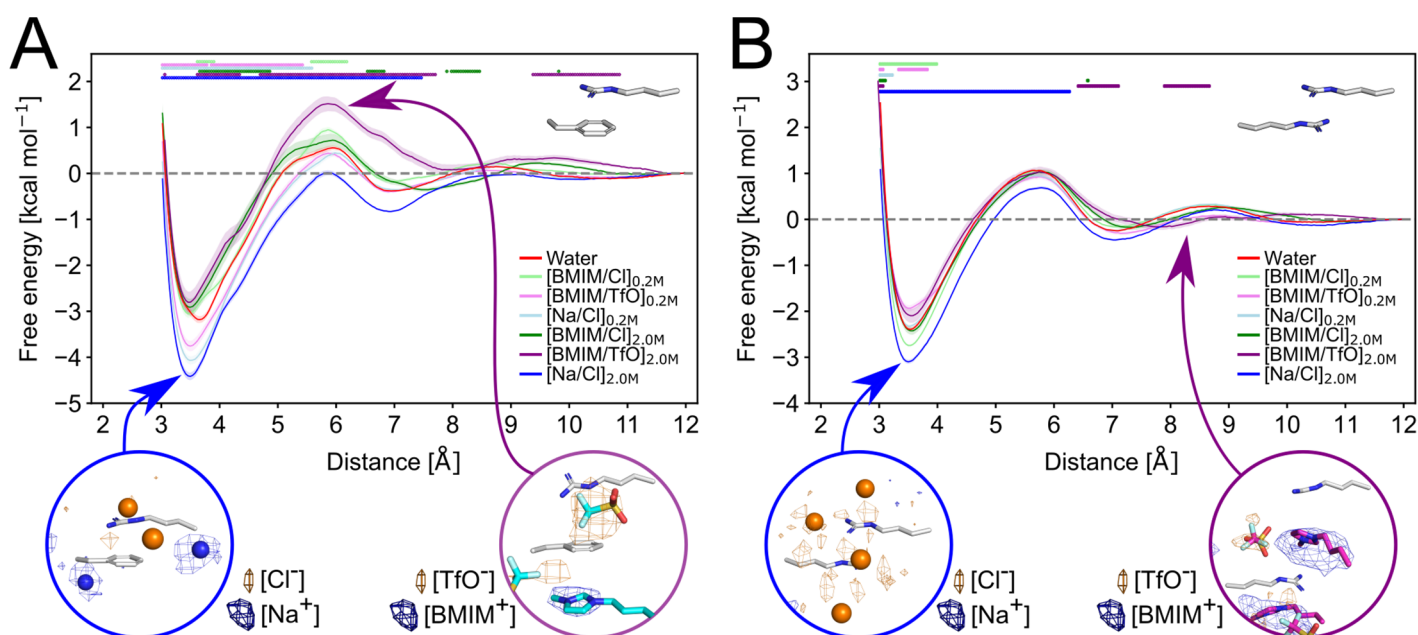 A
B
Free energy [kcal mol⁻¹]
2
1
0
−1
−2
−3
−4
−5
Water
[BMIM/Cl]0.2M
[BMIM/TfO]0.2M
[Na/Cl]0.2M
[BMIM/Cl]2.0M
[BMIM/TfO]2.0M
[Na/Cl]2.0M
2 3 4 5 6 7 8 9 10 11 12
Distance [Å]
Free energy [kcal mol⁻¹]
3
2
1
0
−1
−2
−3
−4
Water
[BMIM/Cl]0.2M
[BMIM/TfO]0.2M
[Na/Cl]0.2M
[BMIM/Cl]2.0M
[BMIM/TfO]2.0M
[Na/Cl]2.0M
2 3 4 5 6 7 8 9 10 11 12
Distance [Å]
[Cl⁻]
[Na⁺]
[TfO⁻]
[BMIM⁺]
[Cl⁻]
[Na⁺]
[TfO⁻]
[BMIM⁺]